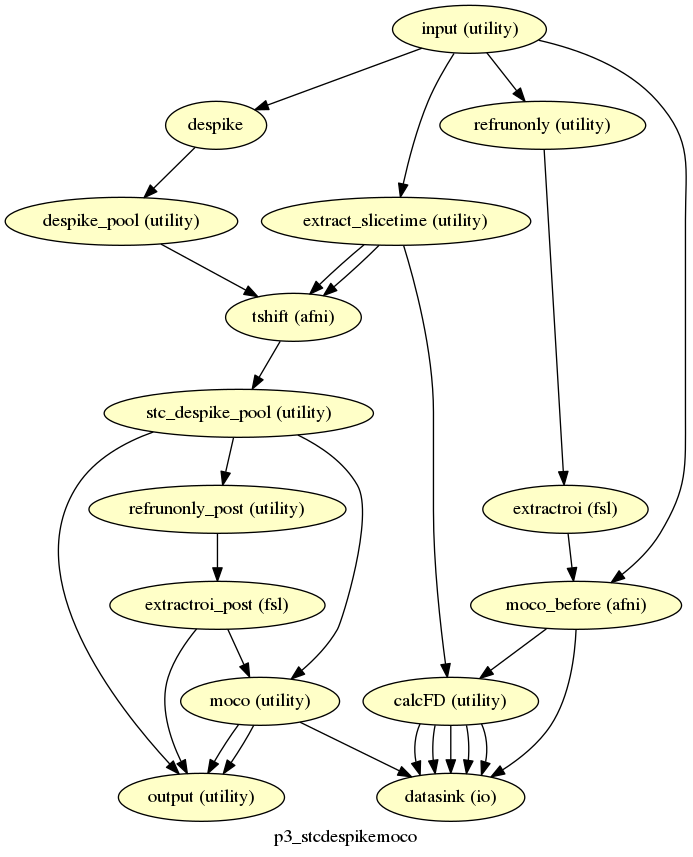 input (utility)
despike
refrunonly (utility)
despike_pool (utility)
extract_slicetime (utility)
tshift (afni)
stc_despike_pool (utility)
refrunonly_post (utility)
extractroi (fsl)
extractroi_post (fsl)
moco_before (afni)
moco (utility)
calcFD (utility)
output (utility)
datasink (io)
p3_stcdespikemoco